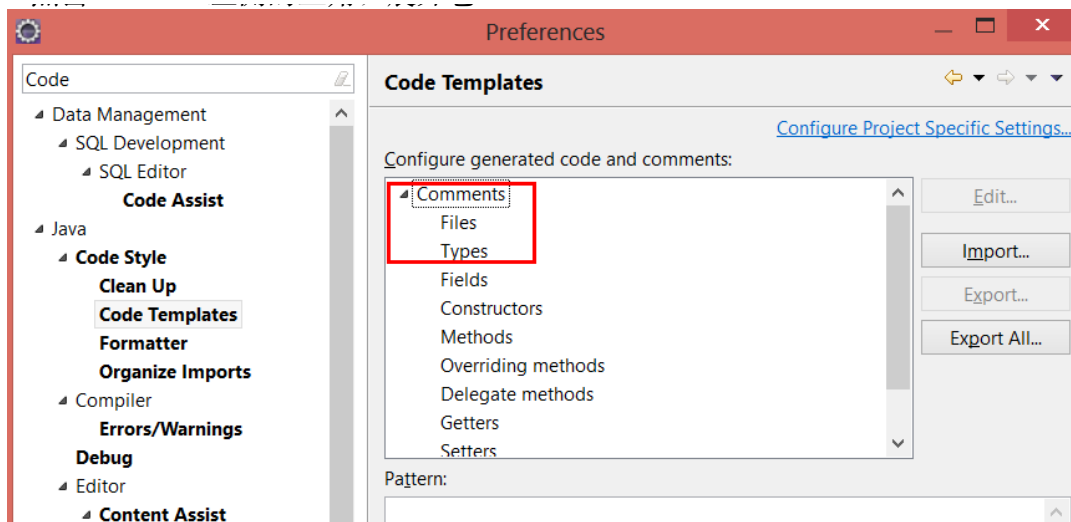 Preferences
Code
Data Management
SQL Development
SQL Editor
Code Assist
Java
Code Style
Clean Up
Code Templates
Formatter
Organize Imports
Compiler
Errors/Warnings
Debug
Editor
Content Assist
Code Templates
Configure Project Specific Settings...
Configure generated code and comments:
Comments
Files
Types
Fields
Constructors
Methods
Overriding methods
Delegate methods
Getters
Setters
Edit...
Import...
Export...
Export All...
Pattern: